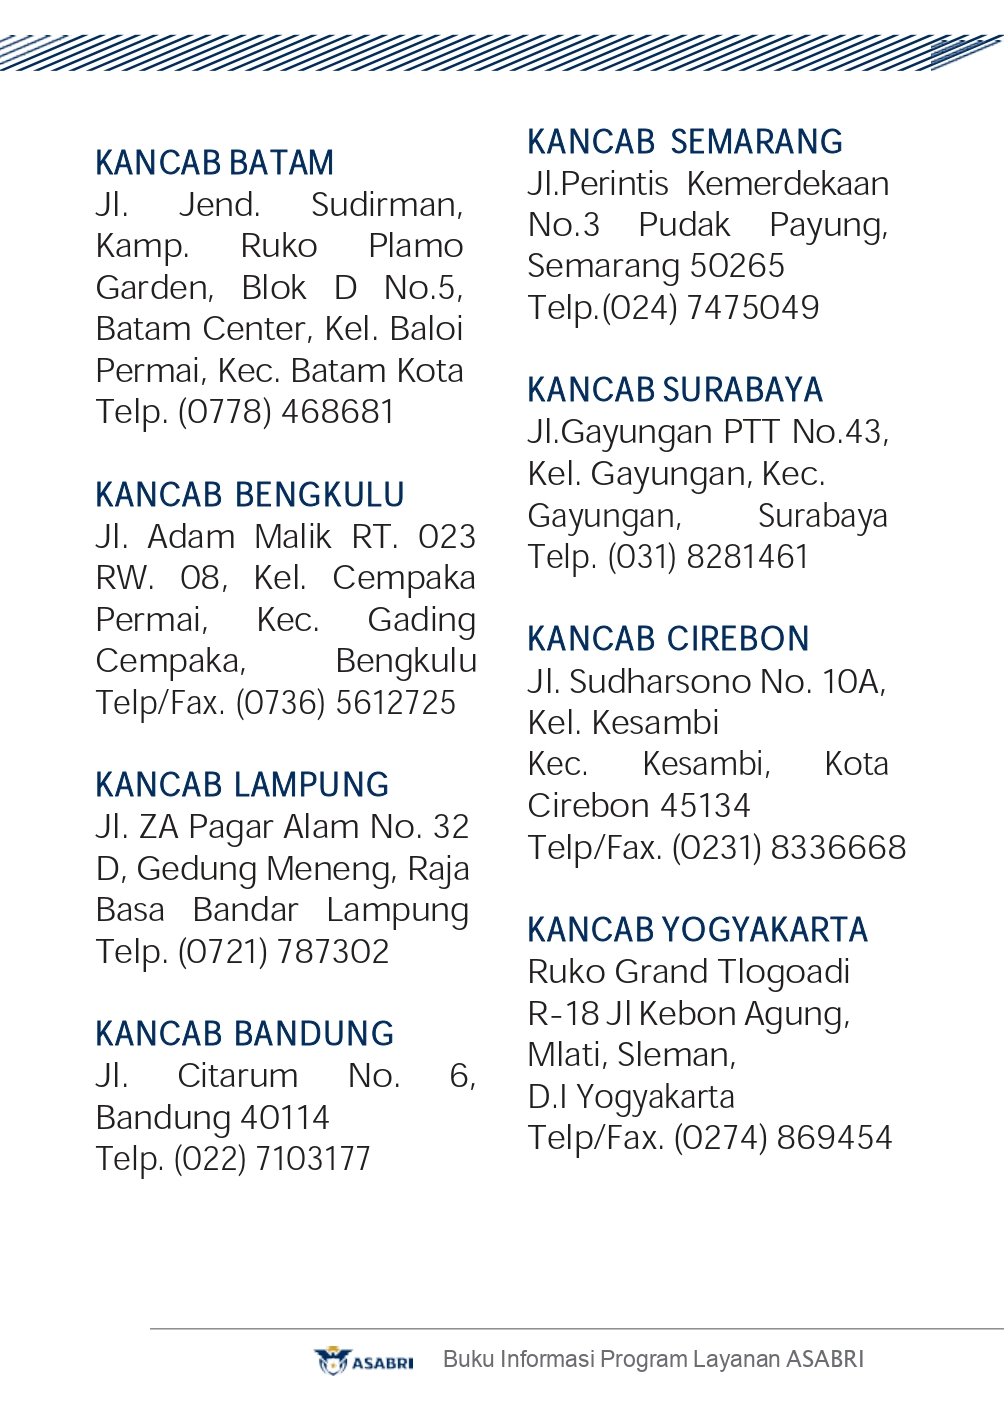 KANCAB BATAM
Jl. Jend. Sudirman,
Kamp. Ruko Plamo
Garden, Blok D No.5,
Batam Center, Kel. Baloi
Permai, Kec. Batam Kota
Telp. (0778) 468681
KANCAB BENGKULU
Jl. Adam Malik RT. 023
RW. 08, Kel. Cempaka
Permai, Kec. Gading
Cempaka, Bengkulu
Telp/Fax. (0736) 5612725
KANCAB LAMPUNG
Jl. ZA Pagar Alam No. 32
D, Gedung Meneng, Raja
Basa Bandar Lampung
Telp. (0721) 787302
KANCAB BANDUNG
Jl. Citarum No. 6,
Bandung 40114
Telp. (022) 7103177
KANCAB SEMARANG
Jl.Perintis Kemerdekaan
No.3 Pudak Payung,
Semarang 50265
Telp.(024) 7475049
KANCAB SURABAYA
Jl.Gayungan PTT No.43,
Kel. Gayungan, Kec.
Gayungan, Surabaya
Telp. (031) 8281461
KANCAB CIREBON
Jl. Sudharsono No. 10A,
Kel. Kesambi
Kec. Kesambi, Kota
Cirebon 45134
Telp/Fax. (0231) 8336668
KANCAB YOGYAKARTA
Ruko Grand Tlogoadi
R-18 Jl Kebon Agung,
Mlati, Sleman,
D.I Yogyakarta
Telp/Fax. (0274) 869454
ASABRI Buku Informasi Program Layanan ASABRI